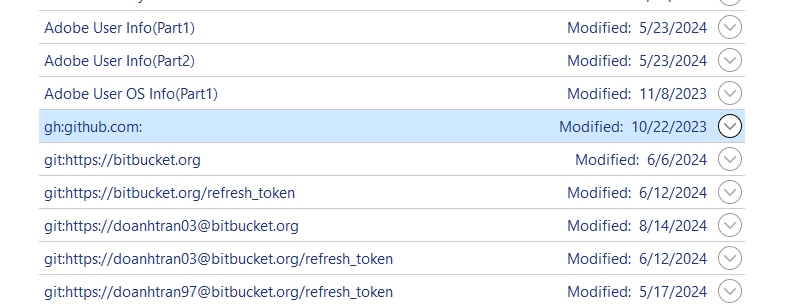 Adobe User Info(Part1) Modified: 5/23/2024
Adobe User Info(Part2) Modified: 5/23/2024
Adobe User OS Info(Part1) Modified: 11/8/2023
gh:github.com: Modified: 10/22/2023
git:https://bitbucket.org Modified: 6/6/2024
git:https://bitbucket.org/refresh_token Modified: 6/12/2024
git:https://doanhtran03@bitbucket.org Modified: 8/14/2024
git:https://doanhtran03@bitbucket.org/refresh_token Modified: 6/12/2024
git:https://doanhtran97@bitbucket.org/refresh_token Modified: 5/17/2024